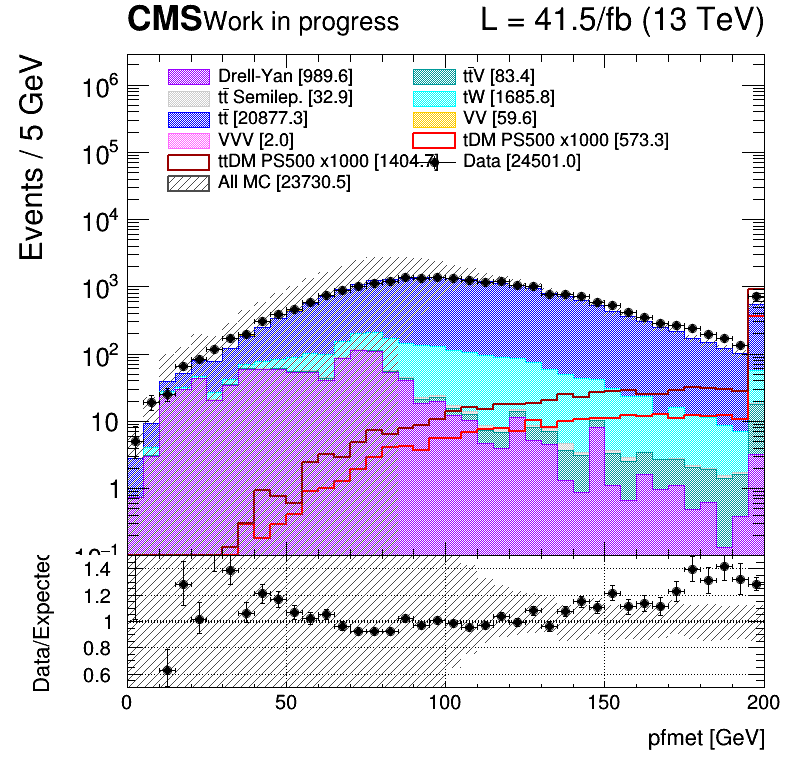 CMS Work in progress L = 41.5/fb (13 TeV)
Events / 5 GeV
Drell-Yan [989.6] tt̄V [83.4]
tt̄ Semilep. [32.9] tW [1685.8]
tt̄ [20877.3] VV [59.6]
VVV [2.0] tDM PS500 x1000 [573.3]
ttDM PS500 x1000 [1404.7] Data [24501.0]
All MC [23730.5]
10⁶
10⁵
10⁴
10³
10²
10
1
10⁻¹
Data/Expected
1.4
1.2
1
0.8
0.6
0 50 100 150 200
pfmet [GeV]